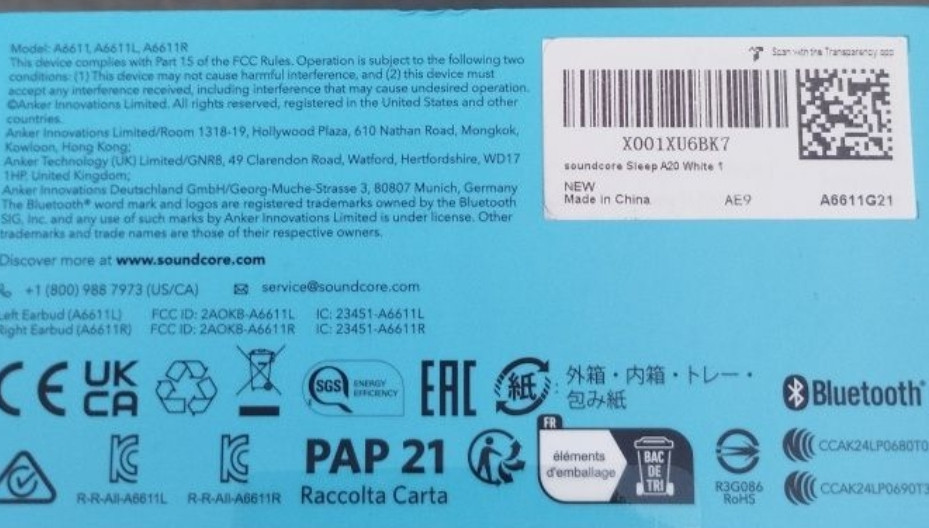 Model: A6611, A6611L, A6611R
This device complies with Part 15 of the FCC Rules. Operation is subject to the following two
conditions: (1) This device may not cause harmful interference, and (2) this device must
accept any interference received, including interference that may cause undesired operation.
©Anker Innovations Limited. All rights reserved, registered in the United States and other
countries.
Anker Innovations Limited/Room 1318-19, Hollywood Plaza, 610 Nathan Road, Mongkok,
Kowloon, Hong Kong;
Anker Technology (UK) Limited/GNR8, 49 Clarendon Road, Watford, Hertfordshire, WD17
1HP, United Kingdom;
Anker Innovations Deutschland GmbH/Georg-Muche-Strasse 3, 80807 Munich, Germany
The Bluetooth® word mark and logos are registered trademarks owned by the Bluetooth
SIG, Inc. and any use of such marks by Anker Innovations Limited is under license. Other
trademarks and trade names are those of their respective owners.
Discover more at www.soundcore.com
+1 (800) 988 7973 (US/CA) service@soundcore.com
Left Earbud (A6611L) FCC ID: 2AOKB-A6611L IC: 23451-A6611L
Right Earbud (A6611R) FCC ID: 2AOKB-A6611R IC: 23451-A6611R
Scan with the Transparency app
X001XU6BK7
soundcore Sleep A20 White 1
NEW
Made in China AE9 A6611G21
CE UK CA SGS ENERGY EFFICIENCY EAC 紙 外箱・内箱・トレー・
包み紙
Bluetooth®
R-R-AII-A6611L R-R-AII-A6611R
PAP 21
Raccolta Carta
FR
éléments
d'emballage
BAC
DE
TRI
R3G086
RoHS
CCAK24LP0680T0
CCAK24LP0690T3